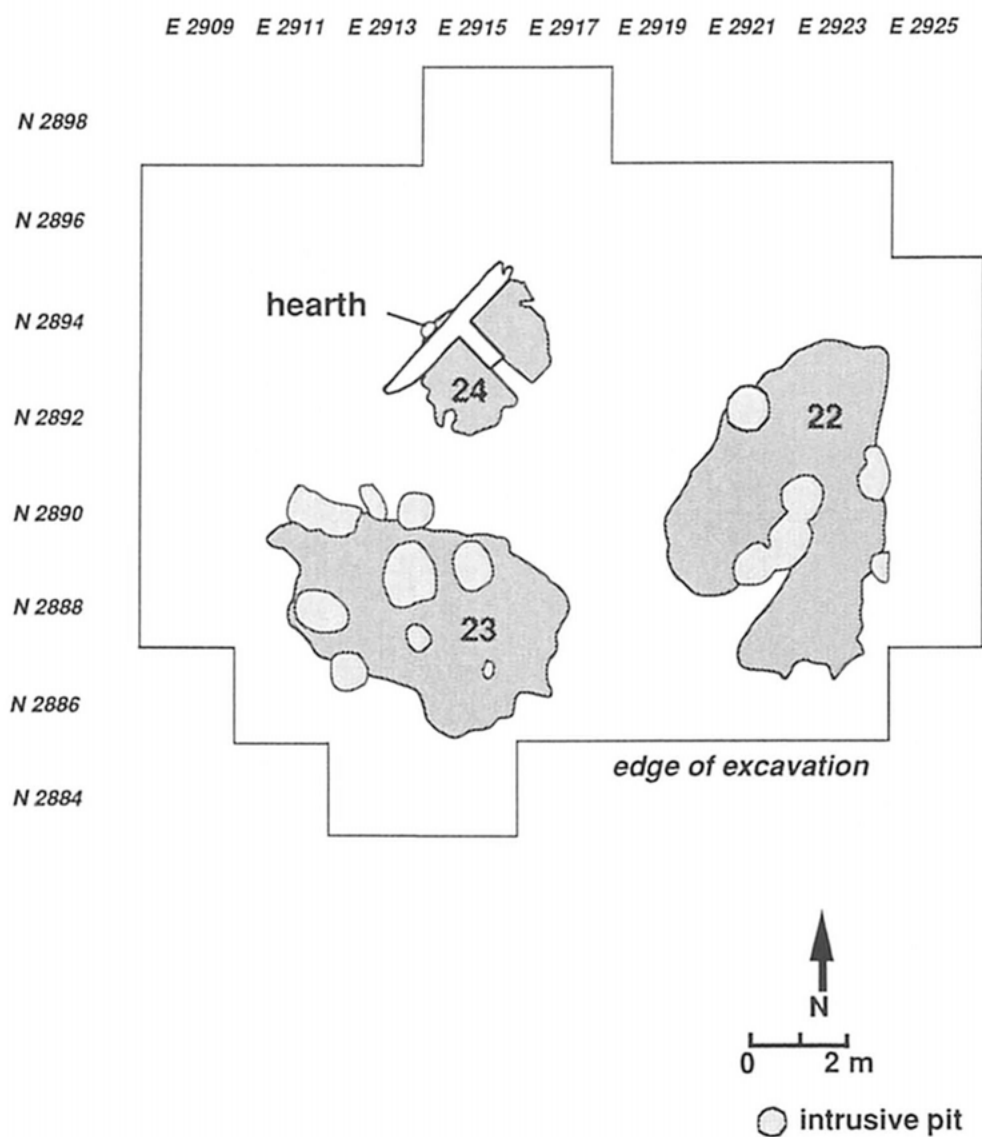 E 2909 E 2911 E 2913 E 2915 E 2917 E 2919 E 2921 E 2923 E 2925
N 2898
N 2896
N 2894
hearth
24
N 2892
22
N 2890
N 2888
23
N 2886
edge of excavation
N 2884
N
0 2 m
intrusive pit